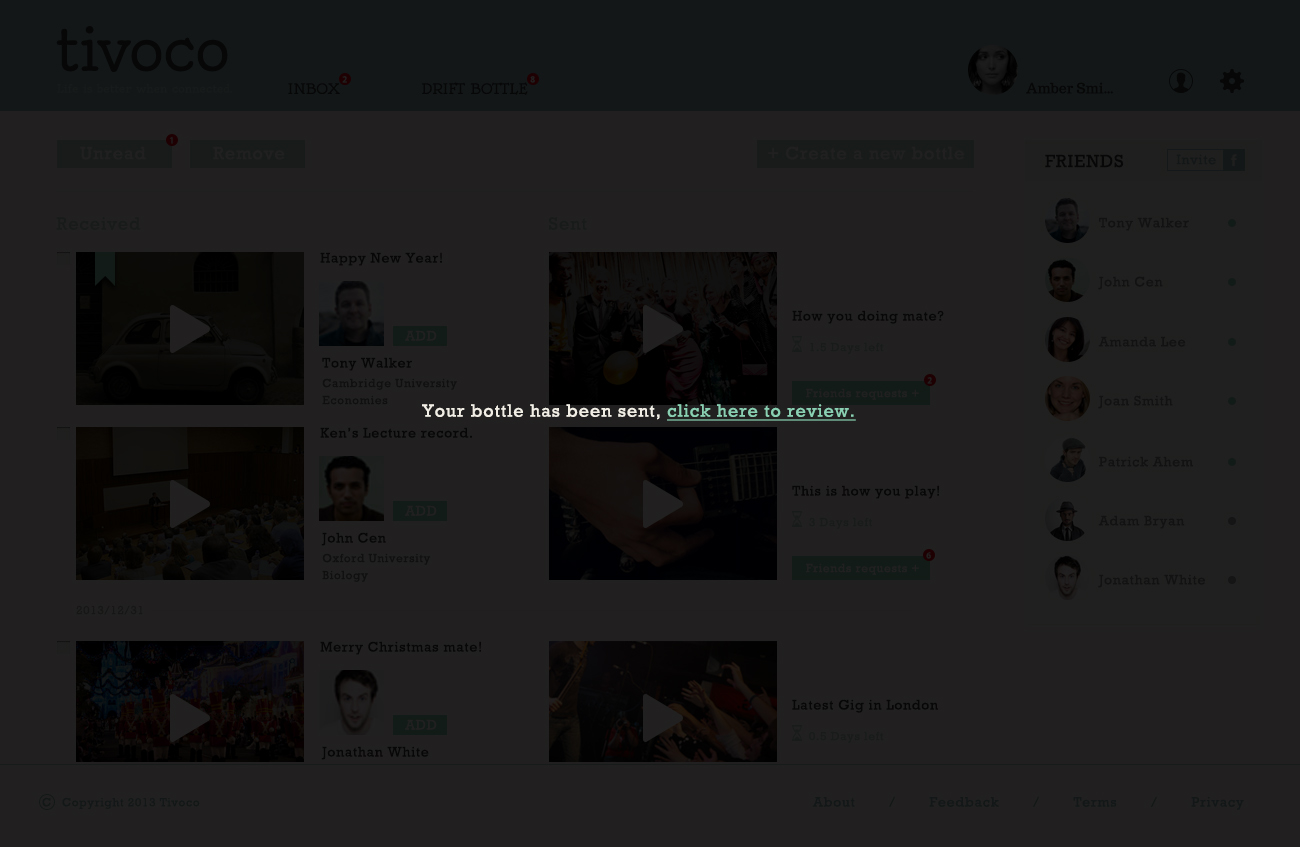 tivoco
INBOX 2
DRIFT BOTTLE 8
Amber Smi...
Unread 1
Remove
+ Create a new bottle
FRIENDS
Invite f
Received
Sent
Happy New Year!
ADD
Tony Walker
Cambridge University
Economies
How you doing mate?
1.5 Days left
Friends requests + 2
Your bottle has been sent, click here to review.
Ken's Lecture record.
ADD
John Cen
Oxford University
Biology
This is how you play!
3 Days left
Friends requests + 6
2013/12/31
Merry Christmas mate!
ADD
Jonathan White
Latest Gig in London
0.5 Days left
Tony Walker
John Cen
Amanda Lee
Joan Smith
Patrick Ahem
Adam Bryan
Jonathan White
© Copyright 2013 Tivoco
About / Feedback / Terms / Privacy